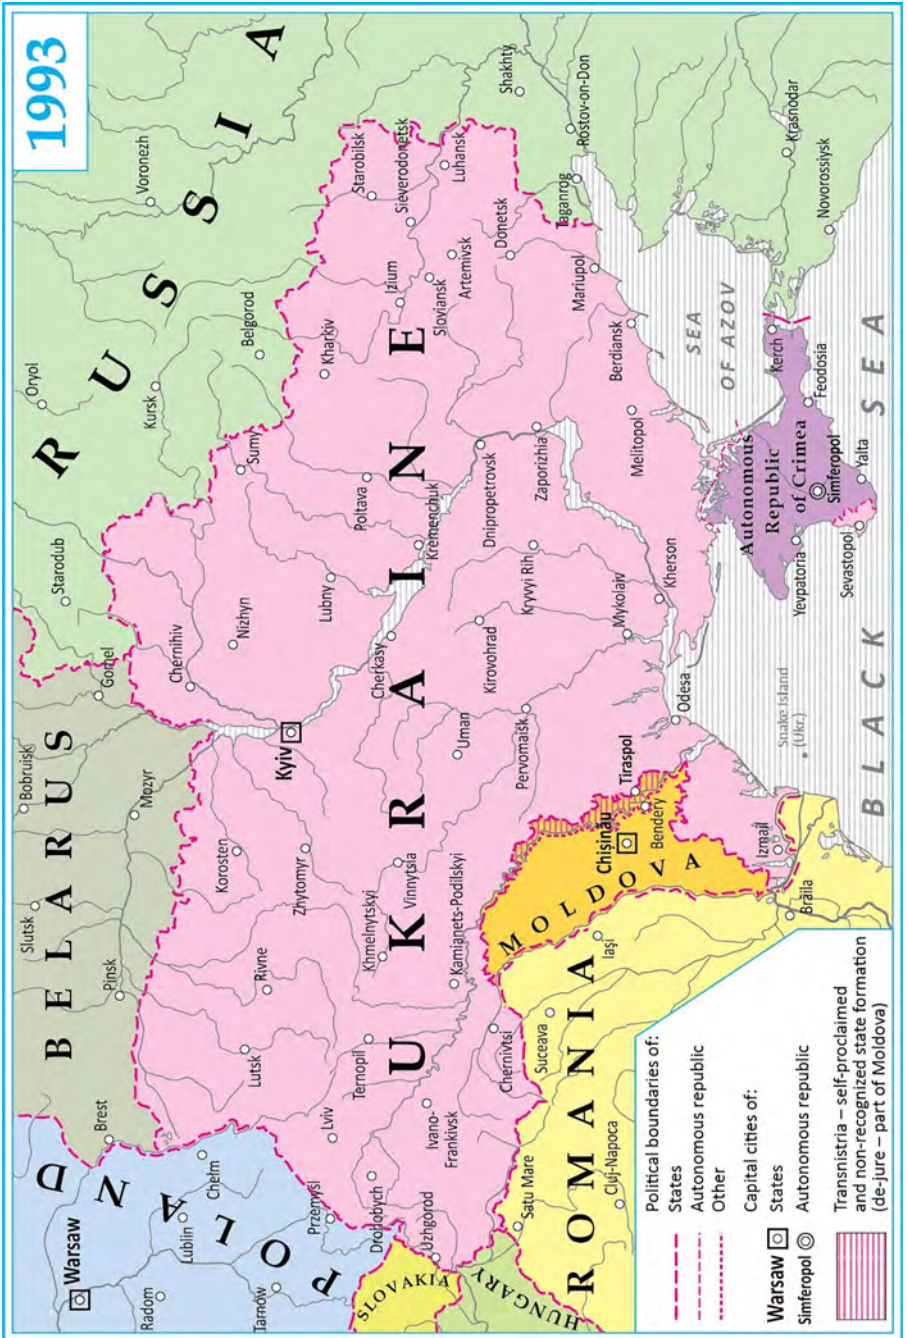 1993
RUSSIA
BELARUS
POLAND
UKRAINE
SLOVAKIA
HUNGARY
ROMANIA
MOLDOVA
Autonomous
Republic
of Crimea
SEA
OF AZOV
BLACK SEA
Snake Island
(Ukr.)
Warsaw
Radom
Lublin
Chełm
Tarnów
Przemyśl
Brest
Pinsk
Slutsk
Bobruisk
Mozyr
Gomel
Starodub
Oryol
Kursk
Belgorod
Voronezh
Shakhty
Rostov-on-Don
Taganrog
Krasnodar
Novorossiysk
Lutsk
Rivne
Korosten
Zhytomyr
Kyiv
Chernihiv
Nizhyn
Sumy
Lubny
Poltava
Kharkiv
Starobilsk
Sieverodonetsk
Luhansk
Izium
Sloviansk
Artemivsk
Donetsk
Mariupol
Berdiansk
Melitopol
Zaporizhia
Dnipropetrovsk
Kremenchuk
Cherkasy
Kirovohrad
Kryvyi Rih
Mykolaiv
Kherson
Odesa
Pervomaisk
Uman
Vinnytsia
Khmelnytskyi
Kamianets-Podilskyi
Ternopil
Lviv
Drohobych
Ivano-
Frankivsk
Uzhgorod
Chernivtsi
Izmajl
Tiraspol
Bendery
Chişinău
Iaşi
Suceava
Satu Mare
Cluj-Napoca
Brăila
Kerch
Feodosia
Simferopol
Yevpatoria
Sevastopol
Yalta
Political boundaries of:
States
Autonomous republic
Other
Capital cities of:
Warsaw States
Simferopol Autonomous republic
Transnistria – self-proclaimed
and non-recognized state formation
(de-jure – part of Moldova)